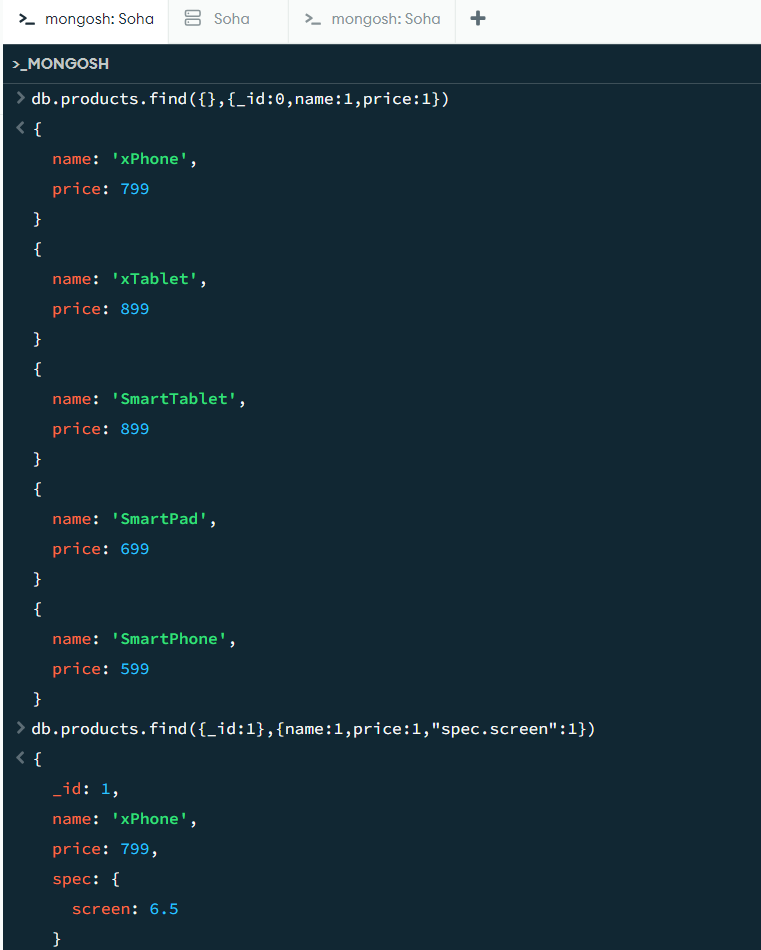 >_ mongosh: Soha Soha >_ mongosh: Soha +
>_MONGOSH
> db.products.find({},{_id:0,name:1,price:1})
< {
name: 'xPhone',
price: 799
}
{
name: 'xTablet',
price: 899
}
{
name: 'SmartTablet',
price: 899
}
{
name: 'SmartPad',
price: 699
}
{
name: 'SmartPhone',
price: 599
}
> db.products.find({_id:1},{name:1,price:1,"spec.screen":1})
< {
_id: 1,
name: 'xPhone',
price: 799,
spec: {
screen: 6.5
}